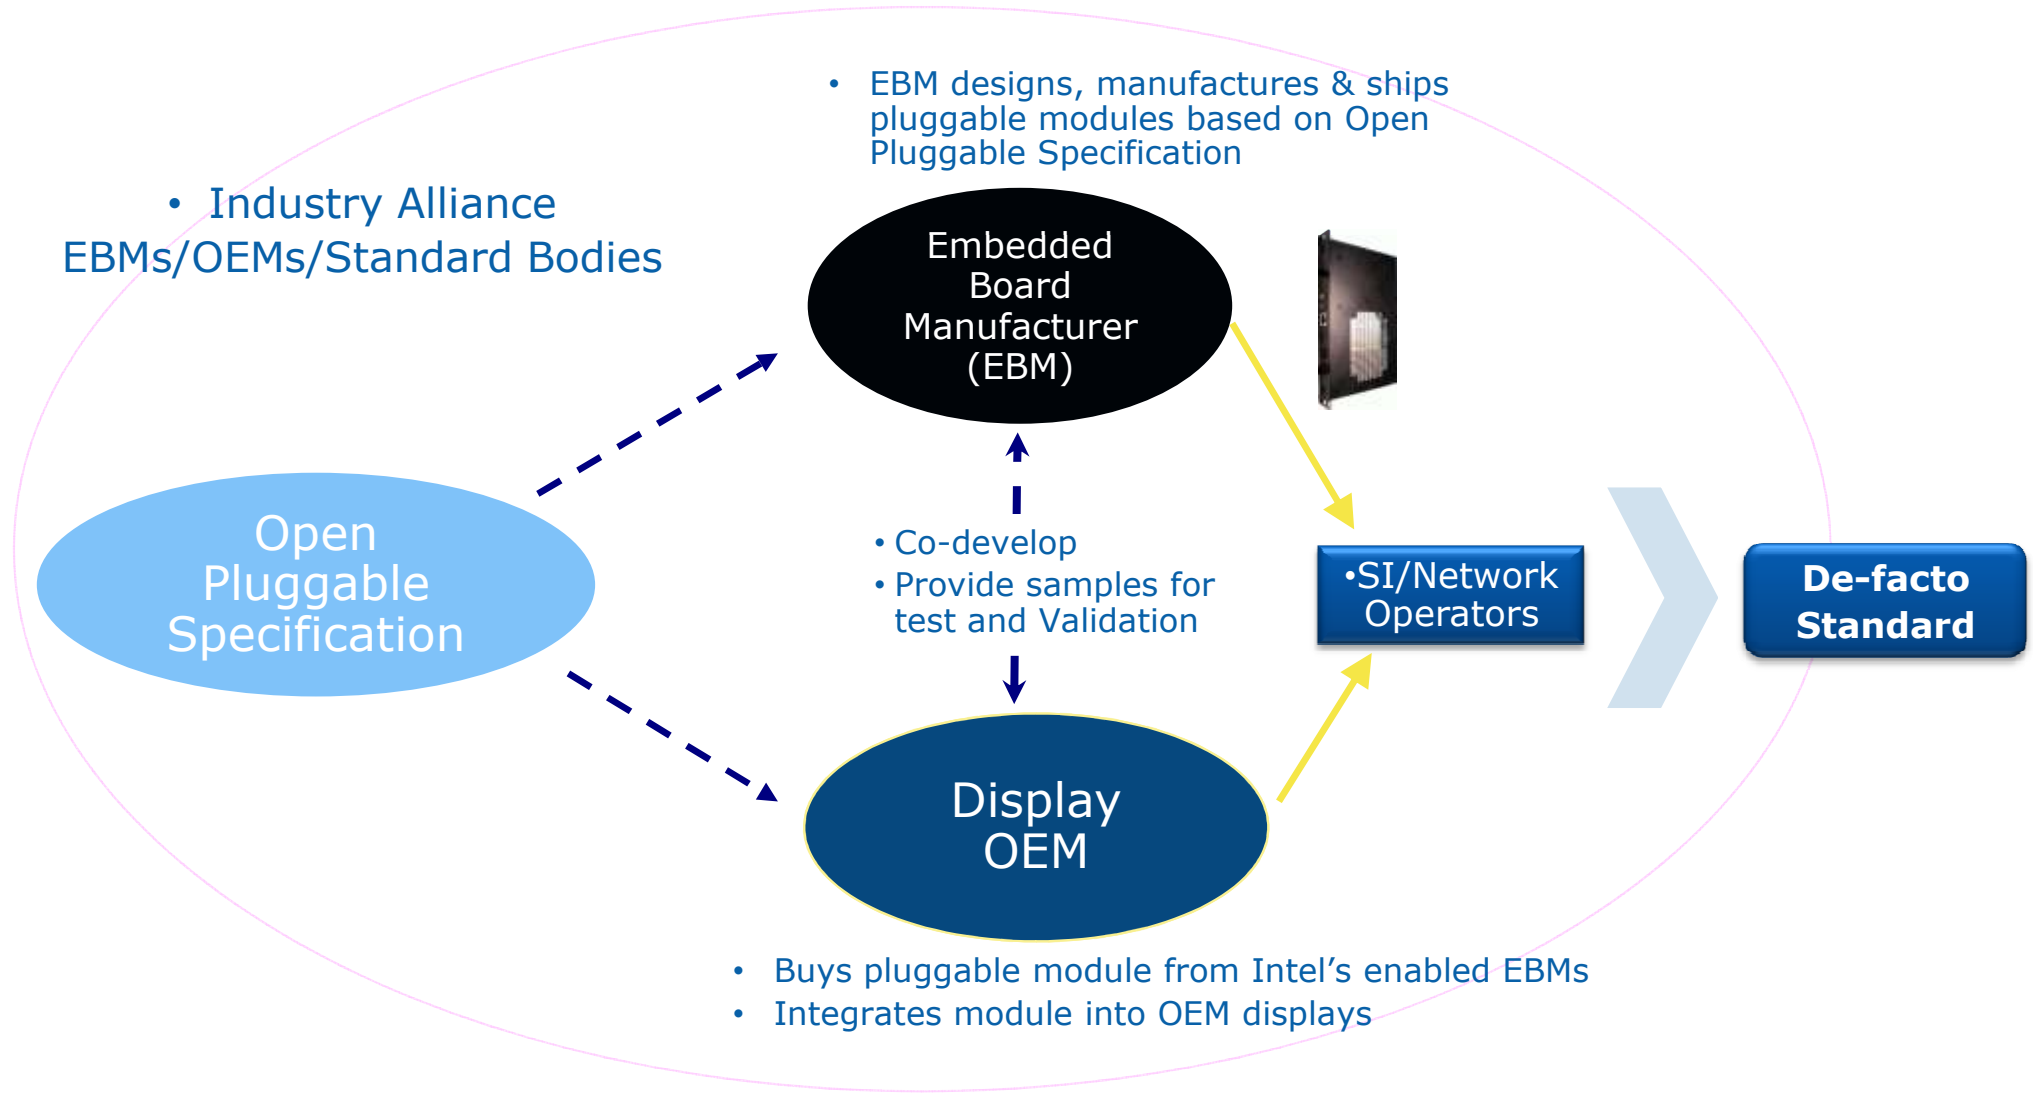 • EBM designs, manufactures & ships
pluggable modules based on Open
Pluggable Specification
• Industry Alliance
EBMs/OEMs/Standard Bodies
Embedded
Board
Manufacturer
(EBM)
Open
Pluggable
Specification
• Co-develop
• Provide samples for
test and Validation
•SI/Network
Operators
De-facto
Standard
Display
OEM
• Buys pluggable module from Intel’s enabled EBMs
• Integrates module into OEM displays